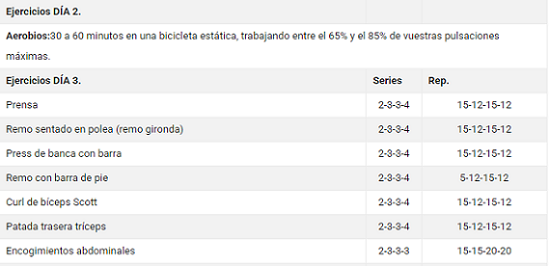 Ejercicios DÍA 2.
Aerobios:30 a 60 minutos en una bicicleta estática, trabajando entre el 65% y el 85% de vuestras pulsaciones
máximas.
Ejercicios DÍA 3. Series Rep.
Prensa 2-3-3-4 15-12-15-12
Remo sentado en polea (remo gironda) 2-3-3-4 15-12-15-12
Press de banca con barra 2-3-3-4 15-12-15-12
Remo con barra de pie 2-3-3-4 5-12-15-12
Curl de bíceps Scott 2-3-3-4 15-12-15-12
Patada trasera tríceps 2-3-3-4 15-12-15-12
Encogimientos abdominales 2-3-3-3 15-15-20-20